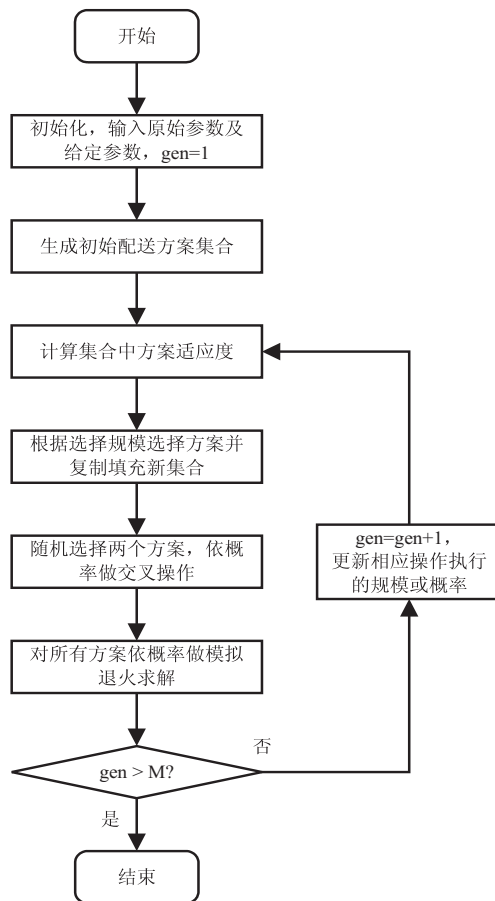 开始
初始化，输入原始参数及
给定参数，gen=1
生成初始配送方案集合
计算集合中方案适应度
根据选择规模选择方案并
复制填充新集合
随机选择两个方案，依概
率做交叉操作
gen=gen+1，
更新相应操作执行
的规模或概率
对所有方案依概率做模拟
退火求解
gen > M?
否
是
结束